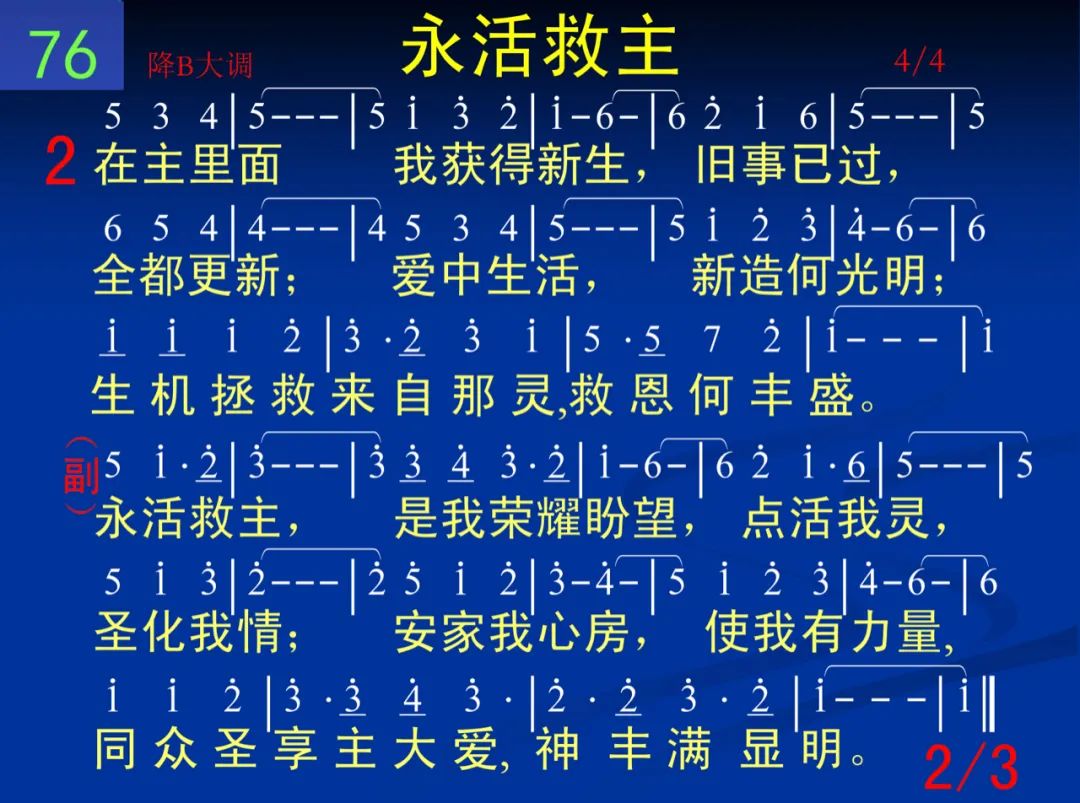 76 降B大调 永活救主 4/4
5 3 4|5---|5 i̇ 3̇ 2̇|i̇-6-|6 2̇ i̇ 6|5---|5
2 在主里面 我获得新生，旧事已过，
6 5 4|4---|4 5 3 4|5---|5 i̇ 2̇ 3̇|4̇-6-|6
全都更新； 爱中生活， 新造何光明；
i̲̇ i̲̇ i̇ 2̇|3̇·2̲̇ 3̇ i̇|5·5̲ 7 2̇|i̇---|i̇
生机拯救来自那灵,救恩何丰盛。
(副) 5 i̇·2̲̇|3̇---|3̇ 3̲̇ 4̲̇ 3̇·2̲̇|i̇-6-|6 2̇ i̇·6̲|5---|5
永活救主， 是我荣耀盼望，点活我灵，
5 i̇ 3̇|2̇---|2̇ 5̇ i̇ 2̇|3̇-4̇-|5 i̇ 2̇ 3̇|4̇-6-|6
圣化我情； 安家我心房， 使我有力量,
i̇ i̇ 2̇|3̇·3̲̇ 4̲̇ 3̇·|2̇·2̲̇ 3̇·2̲̇|i̇---|i̇‖
同众圣享主大爱, 神丰满显明。
2/3